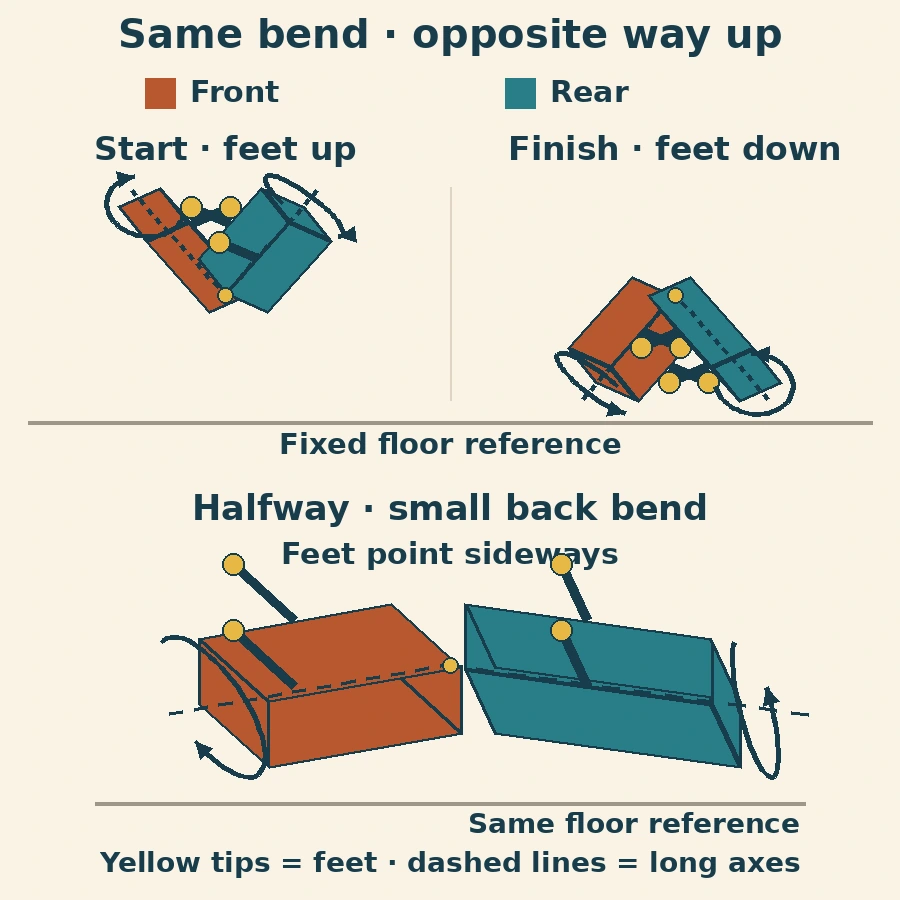 Same bend · opposite way up
Front
Rear
Start · feet up
Finish · feet down
Fixed floor reference
Halfway · small back bend
Feet point sideways
Same floor reference
Yellow tips = feet · dashed lines = long axes